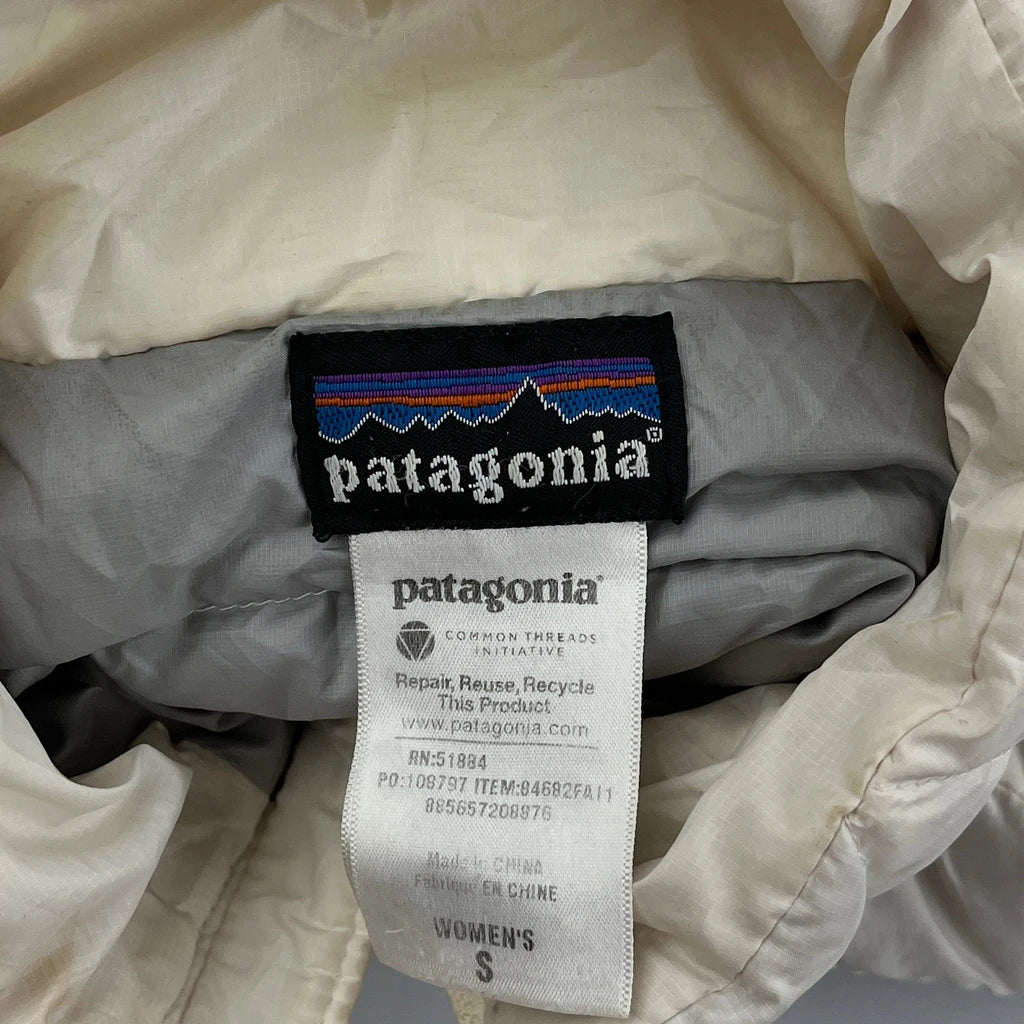 patagonia®
patagonia®
COMMON THREADS
INITIATIVE
Repair, Reuse, Recycle
This Product
www.patagonia.com
RN:51884
PO:108797 ITEM:84682FA11
885657208876
Made in CHINA
Fabriqué EN CHINE
WOMEN'S
S